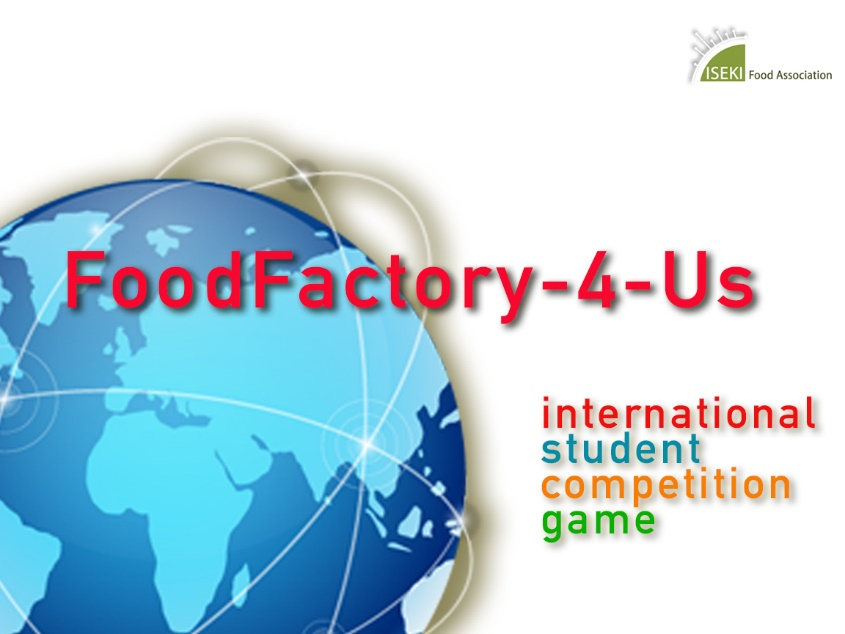 ISEKI Food Association
FoodFactory-4-Us
international
student
competition
game